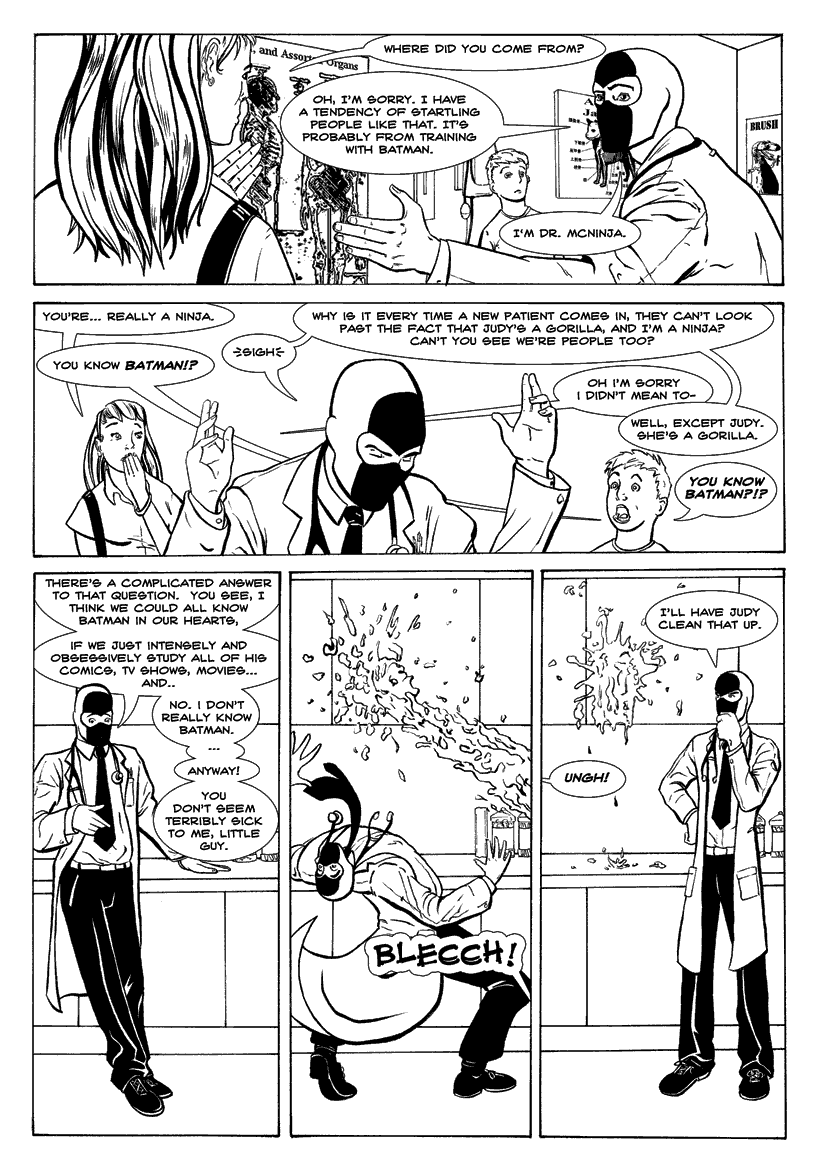 , and Assorted Organs
WHERE DID YOU COME FROM?
OH, I'M SORRY. I HAVE
A TENDENCY OF STARTLING
PEOPLE LIKE THAT. IT'S
PROBABLY FROM TRAINING
WITH BATMAN.
BRUSH
I'M DR. MCNINJA.
YOU'RE... REALLY A NINJA.
YOU KNOW BATMAN!?
SIGH
WHY IS IT EVERY TIME A NEW PATIENT COMES IN, THEY CAN'T LOOK
PAST THE FACT THAT JUDY'S A GORILLA, AND I'M A NINJA?
CAN'T YOU SEE WE'RE PEOPLE TOO?
OH I'M SORRY
I DIDN'T MEAN TO-
WELL, EXCEPT JUDY.
SHE'S A GORILLA.
YOU KNOW
BATMAN?!?
THERE'S A COMPLICATED ANSWER
TO THAT QUESTION. YOU SEE, I
THINK WE COULD ALL KNOW
BATMAN IN OUR HEARTS,
IF WE JUST INTENSELY AND
OBSESSIVELY STUDY ALL OF HIS
COMICS, TV SHOWS, MOVIES...
AND..
NO. I DON'T
REALLY KNOW
BATMAN.
...
ANYWAY!
YOU
DON'T SEEM
TERRIBLY SICK
TO ME, LITTLE
GUY.
BLECCH!
UNGH!
I'LL HAVE JUDY
CLEAN THAT UP.